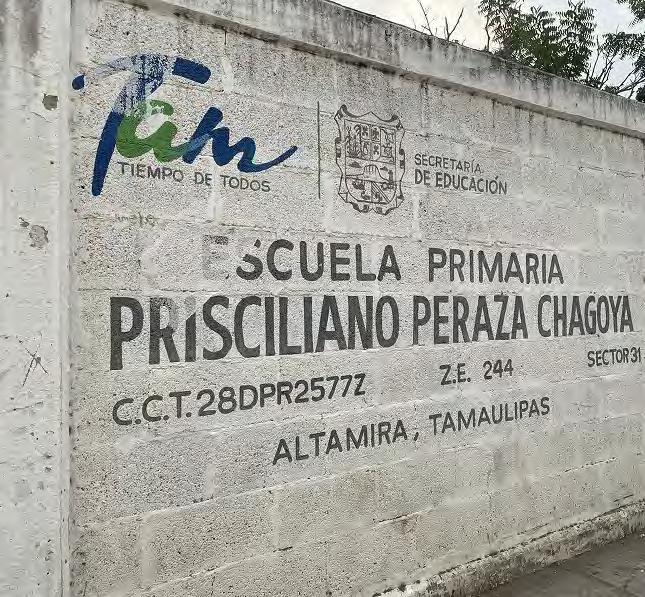 Tam
TIEMPO DE TODOS
SECRETARÍA
DE EDUCACIÓN
ESCUELA PRIMARIA
PRISCILIANO PERAZA CHAGOYA
C.C.T. 28DPR2577Z Z.E. 244 SECTOR 31
ALTAMIRA, TAMAULIPAS